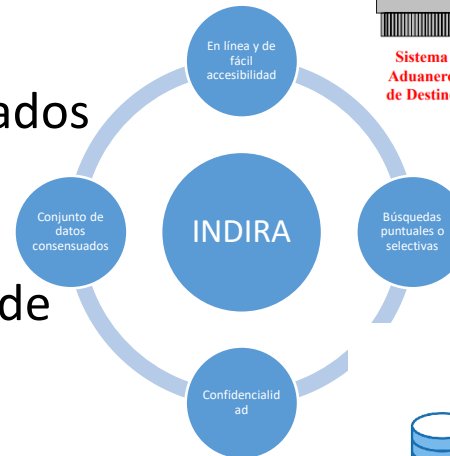 En línea y de
fácil
accesibilidad
Sistema
Aduanero
de Destino
ados
Conjunto de
datos
consensuados
INDIRA
Búsquedas
puntuales o
selectivas
de
Confidencialid
ad